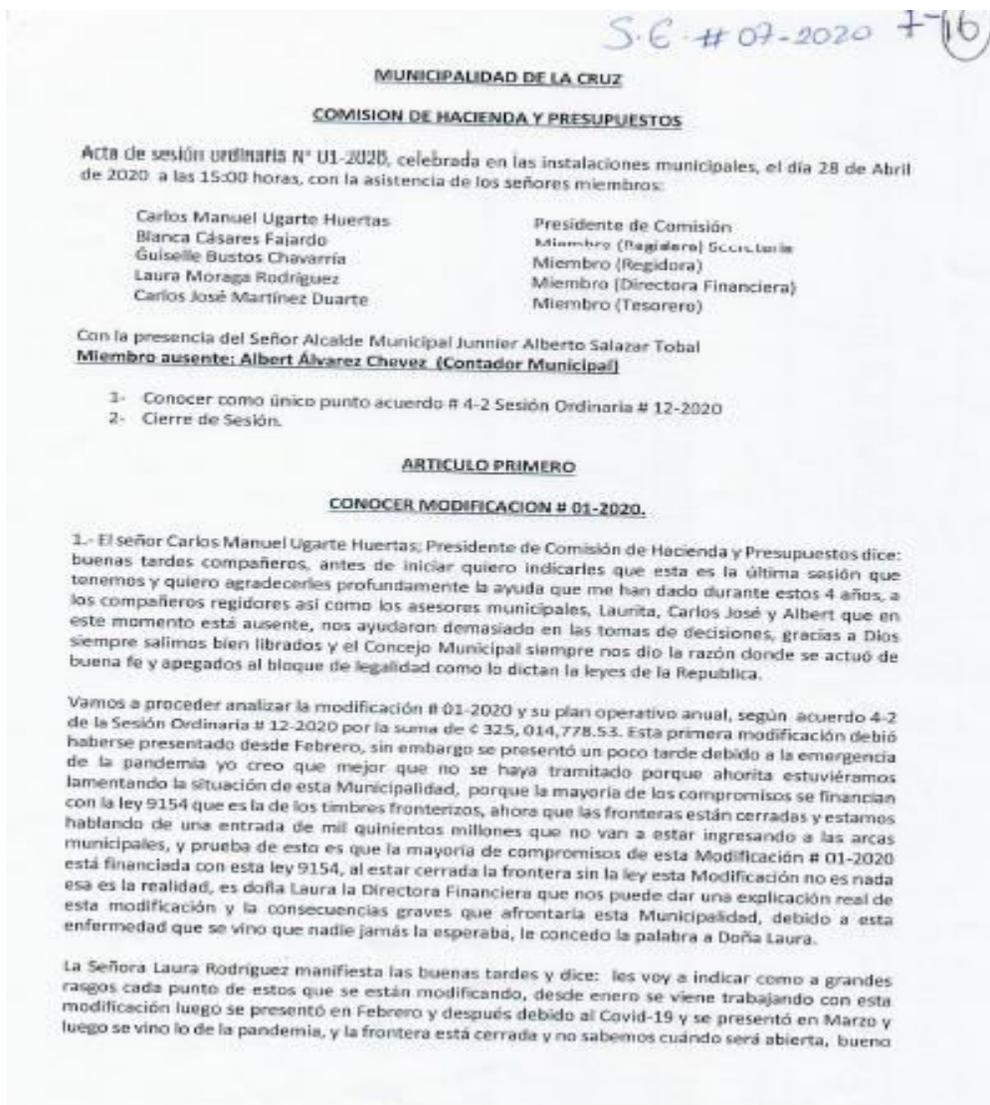 S.E. # 07-2020 7- 16
MUNICIPALIDAD DE LA CRUZ
COMISION DE HACIENDA Y PRESUPUESTOS
Acta de sesión ordinaria N° 01-2020, celebrada en las instalaciones municipales, el día 28 de Abril
de 2020 a las 15:00 horas, con la asistencia de los señores miembros:
Carlos Manuel Ugarte Huertas Presidente de Comisión
Blanca Cásares Fajardo Miembro (Regidora) Secretaria
Guiselle Bustos Chavarría Miembro (Regidora)
Laura Moraga Rodríguez Miembro (Directora Financiera)
Carlos José Martínez Duarte Miembro (Tesorero)
Con la presencia del Señor Alcalde Municipal Junnier Alberto Salazar Tobal
Miembro ausente: Albert Álvarez Chevez (Contador Municipal)
1- Conocer como único punto acuerdo # 4-2 Sesión Ordinaria # 12-2020
2- Cierre de Sesión.
ARTICULO PRIMERO
CONOCER MODIFICACION # 01-2020.
1.- El señor Carlos Manuel Ugarte Huertas; Presidente de Comisión de Hacienda y Presupuestos dice:
buenas tardes compañeros, antes de iniciar quiero indicarles que esta es la última sesión que
tenemos y quiero agradecerles profundamente la ayuda que me han dado durante estos 4 años, a
los compañeros regidores así como los asesores municipales, Laurita, Carlos José y Albert que en
este momento está ausente, nos ayudaron demasiado en las tomas de decisiones, gracias a Dios
siempre salimos bien librados y el Concejo Municipal siempre nos dio la razón donde se actuó de
buena fe y apegados al bloque de legalidad como lo dictan la leyes de la Republica.
Vamos a proceder analizar la modificación # 01-2020 y su plan operativo anual, según acuerdo 4-2
de la Sesión Ordinaria # 12-2020 por la suma de ¢ 325, 014,778.53. Esta primera modificación debió
haberse presentado desde Febrero, sin embargo se presentó un poco tarde debido a la emergencia
de la pandemia yo creo que mejor que no se haya tramitado porque ahorita estuviéramos
lamentando la situación de esta Municipalidad, porque la mayoría de los compromisos se financian
con la ley 9154 que es la de los timbres fronterizos, ahora que las fronteras están cerradas y estamos
hablando de una entrada de mil quinientos millones que no van a estar ingresando a las arcas
municipales, y prueba de esto es que la mayoría de compromisos de esta Modificación # 01-2020
está financiada con esta ley 9154, al estar cerrada la frontera sin la ley esta Modificación no es nada
esa es la realidad, es doña Laura la Directora Financiera que nos puede dar una explicación real de
esta modificación y la consecuencias graves que afrontaría esta Municipalidad, debido a esta
enfermedad que se vino que nadie jamás la esperaba, le concedo la palabra a Doña Laura.
La Señora Laura Rodríguez manifiesta las buenas tardes y dice: les voy a indicar como a grandes
rasgos cada punto de estos que se están modificando, desde enero se viene trabajando con esta
modificación luego se presentó en Febrero y después debido al Covid-19 y se presentó en Marzo y
luego se vino lo de la pandemia, y la frontera está cerrada y no sabemos cuándo será abierta, bueno